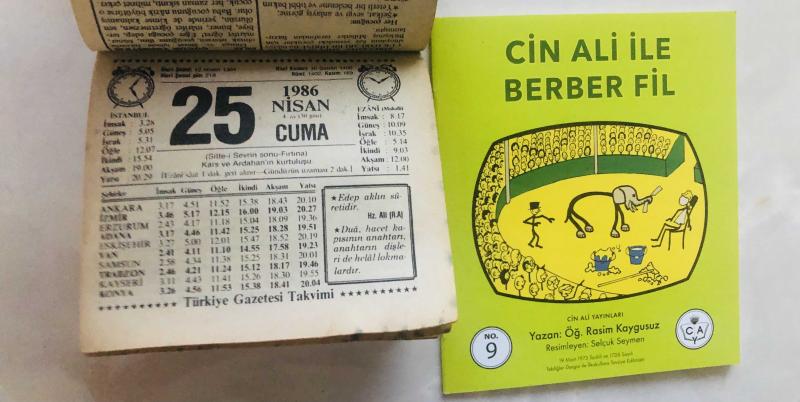 İSTANBUL
İmsak : 3.28
Güneş : 5.05
İşrak : 5.31
Öğle : 12.07
İkindi : 15.54
Akşam : 19.00
Yatsı : 20.29
25
1986
NİSAN
CUMA
(Sitte-i Sevrin sonu-Fırtına)
Kars ve Ardahan'ın kurtuluşu
EZÂNİ
İmsak : 8.17
Güneş : 10.09
İşrak : 10.35
Öğle : 5.14
İkindi : 9.03
Akşam : 12.00
Yatsı : 1.41
Şehirler İmsak Güneş Öğle İkindi Akşam Yatsı
ANKARA 3.17 4.51 11.52 15.38 18.43 20.10
İZMİR 3.46 5.17 12.15 16.00 19.03 20.27
ERZURUM 2.43 4.17 11.18 15.04 18.09 19.36
ADANA 3.17 4.46 11.42 15.25 18.28 19.51
ESKİŞEHİR 3.27 5.00 12.01 15.47 18.52 20.19
VAN 2.41 4.11 11.10 14.55 17.58 19.23
SAMSUN 2.58 4.34 11.38 15.25 18.31 20.01
TRABZON 2.46 4.21 11.24 15.12 18.17 19.46
KAYSERİ 3.11 4.43 11.41 15.26 18.30 19.55
KONYA 3.26 4.56 11.53 15.38 18.41 20.04
★ Edep aklın sûretidir.
Hz. Ali (R.A)
★ Duâ, hacet kapısının anahtarı,
anahtarın dişleri de helâl lokmalardır.
Türkiye Gazetesi Takvimi
CİN ALİ İLE
BERBER FİL
CİN ALİ YAYINLARI
Yazan: Öğ. Rasim Kaygusuz
Resimleyen: Selçuk Seymen
NO.
9
C A
Y